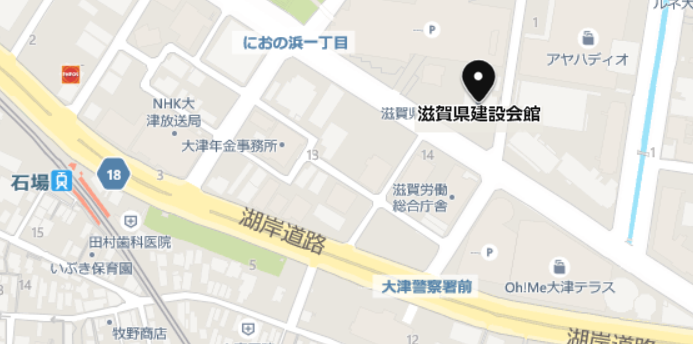 ルネ大
2
におの浜一丁目
P
アヤハディオ
NHK大
津放送局
滋賀県
滋賀県建設会館
大津年金事務所
13
14
1
石場
18
3
滋賀労働
総合庁舎
湖岸道路
15
田村歯科医院
いぶき保育園
5
P
14
大津警察署前
Oh!Me大津テラス
牧野商店
12
湖岸道路